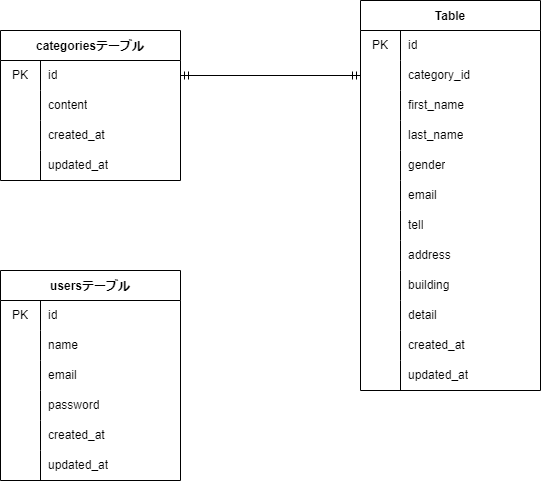 categoriesテーブル
PK id
content
created_at
updated_at
Table
PK id
category_id
first_name
last_name
gender
email
tell
address
building
detail
created_at
updated_at
usersテーブル
PK id
name
email
password
created_at
updated_at